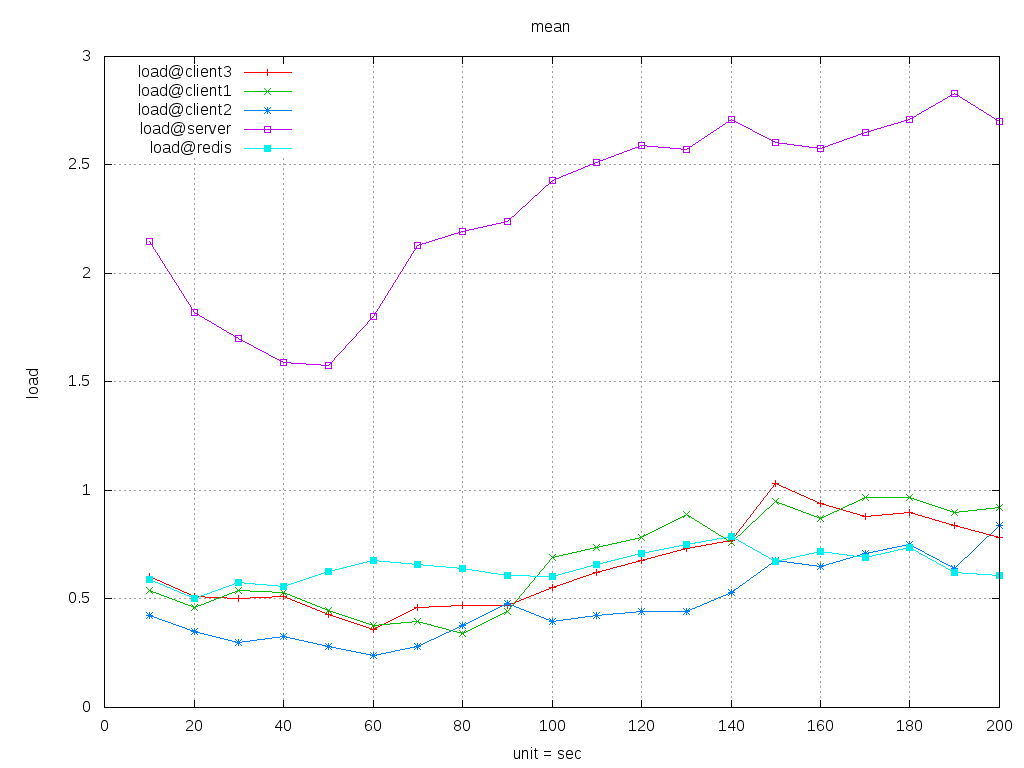 mean
load@client3
load@client1
load@client2
load@server
load@redis
3
2.5
2
1.5
1
0.5
0
load
0 20 40 60 80 100 120 140 160 180 200
unit = sec